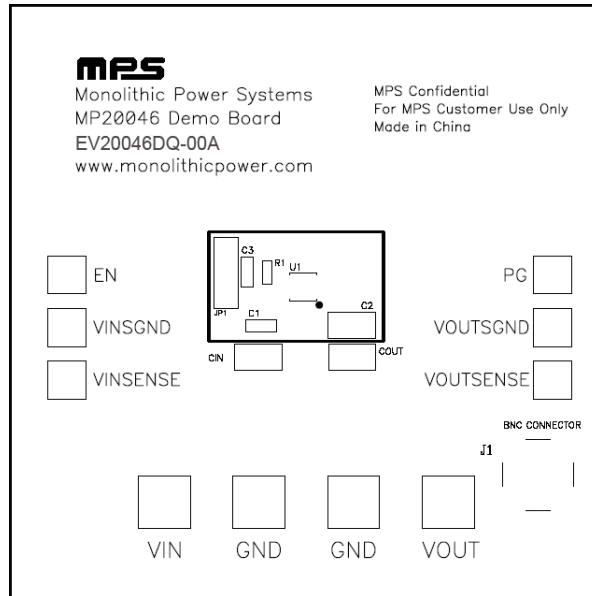 mps
Monolithic Power Systems
MP20046 Demo Board
EV20046DQ-00A
www.monolithicpower.com
MPS Confidential
For MPS Customer Use Only
Made in China
EN
VINSGND
VINSENSE
C3
R1
U1
JP1
C1
C2
CIN
COUT
PG
VOUTSGND
VOUTSENSE
BNC CONNECTOR
J1
VIN
GND
GND
VOUT